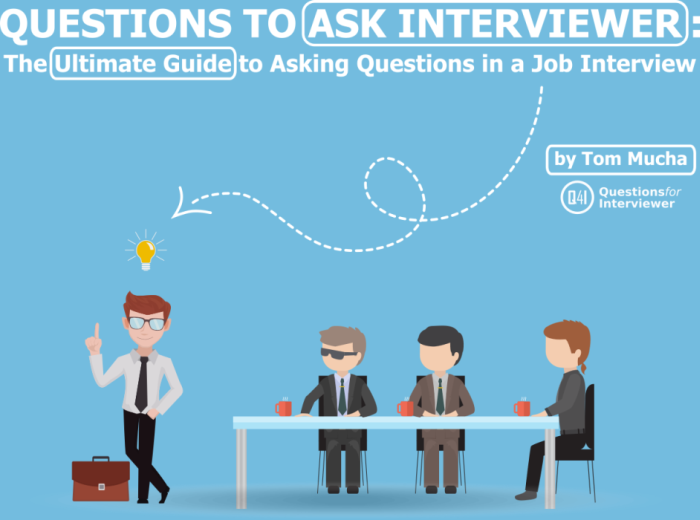 QUESTIONS TO ASK INTERVIEWER:
The Ultimate Guide to Asking Questions in a Job Interview
by Tom Mucha
Q4I
Questionsfor
Interviewer